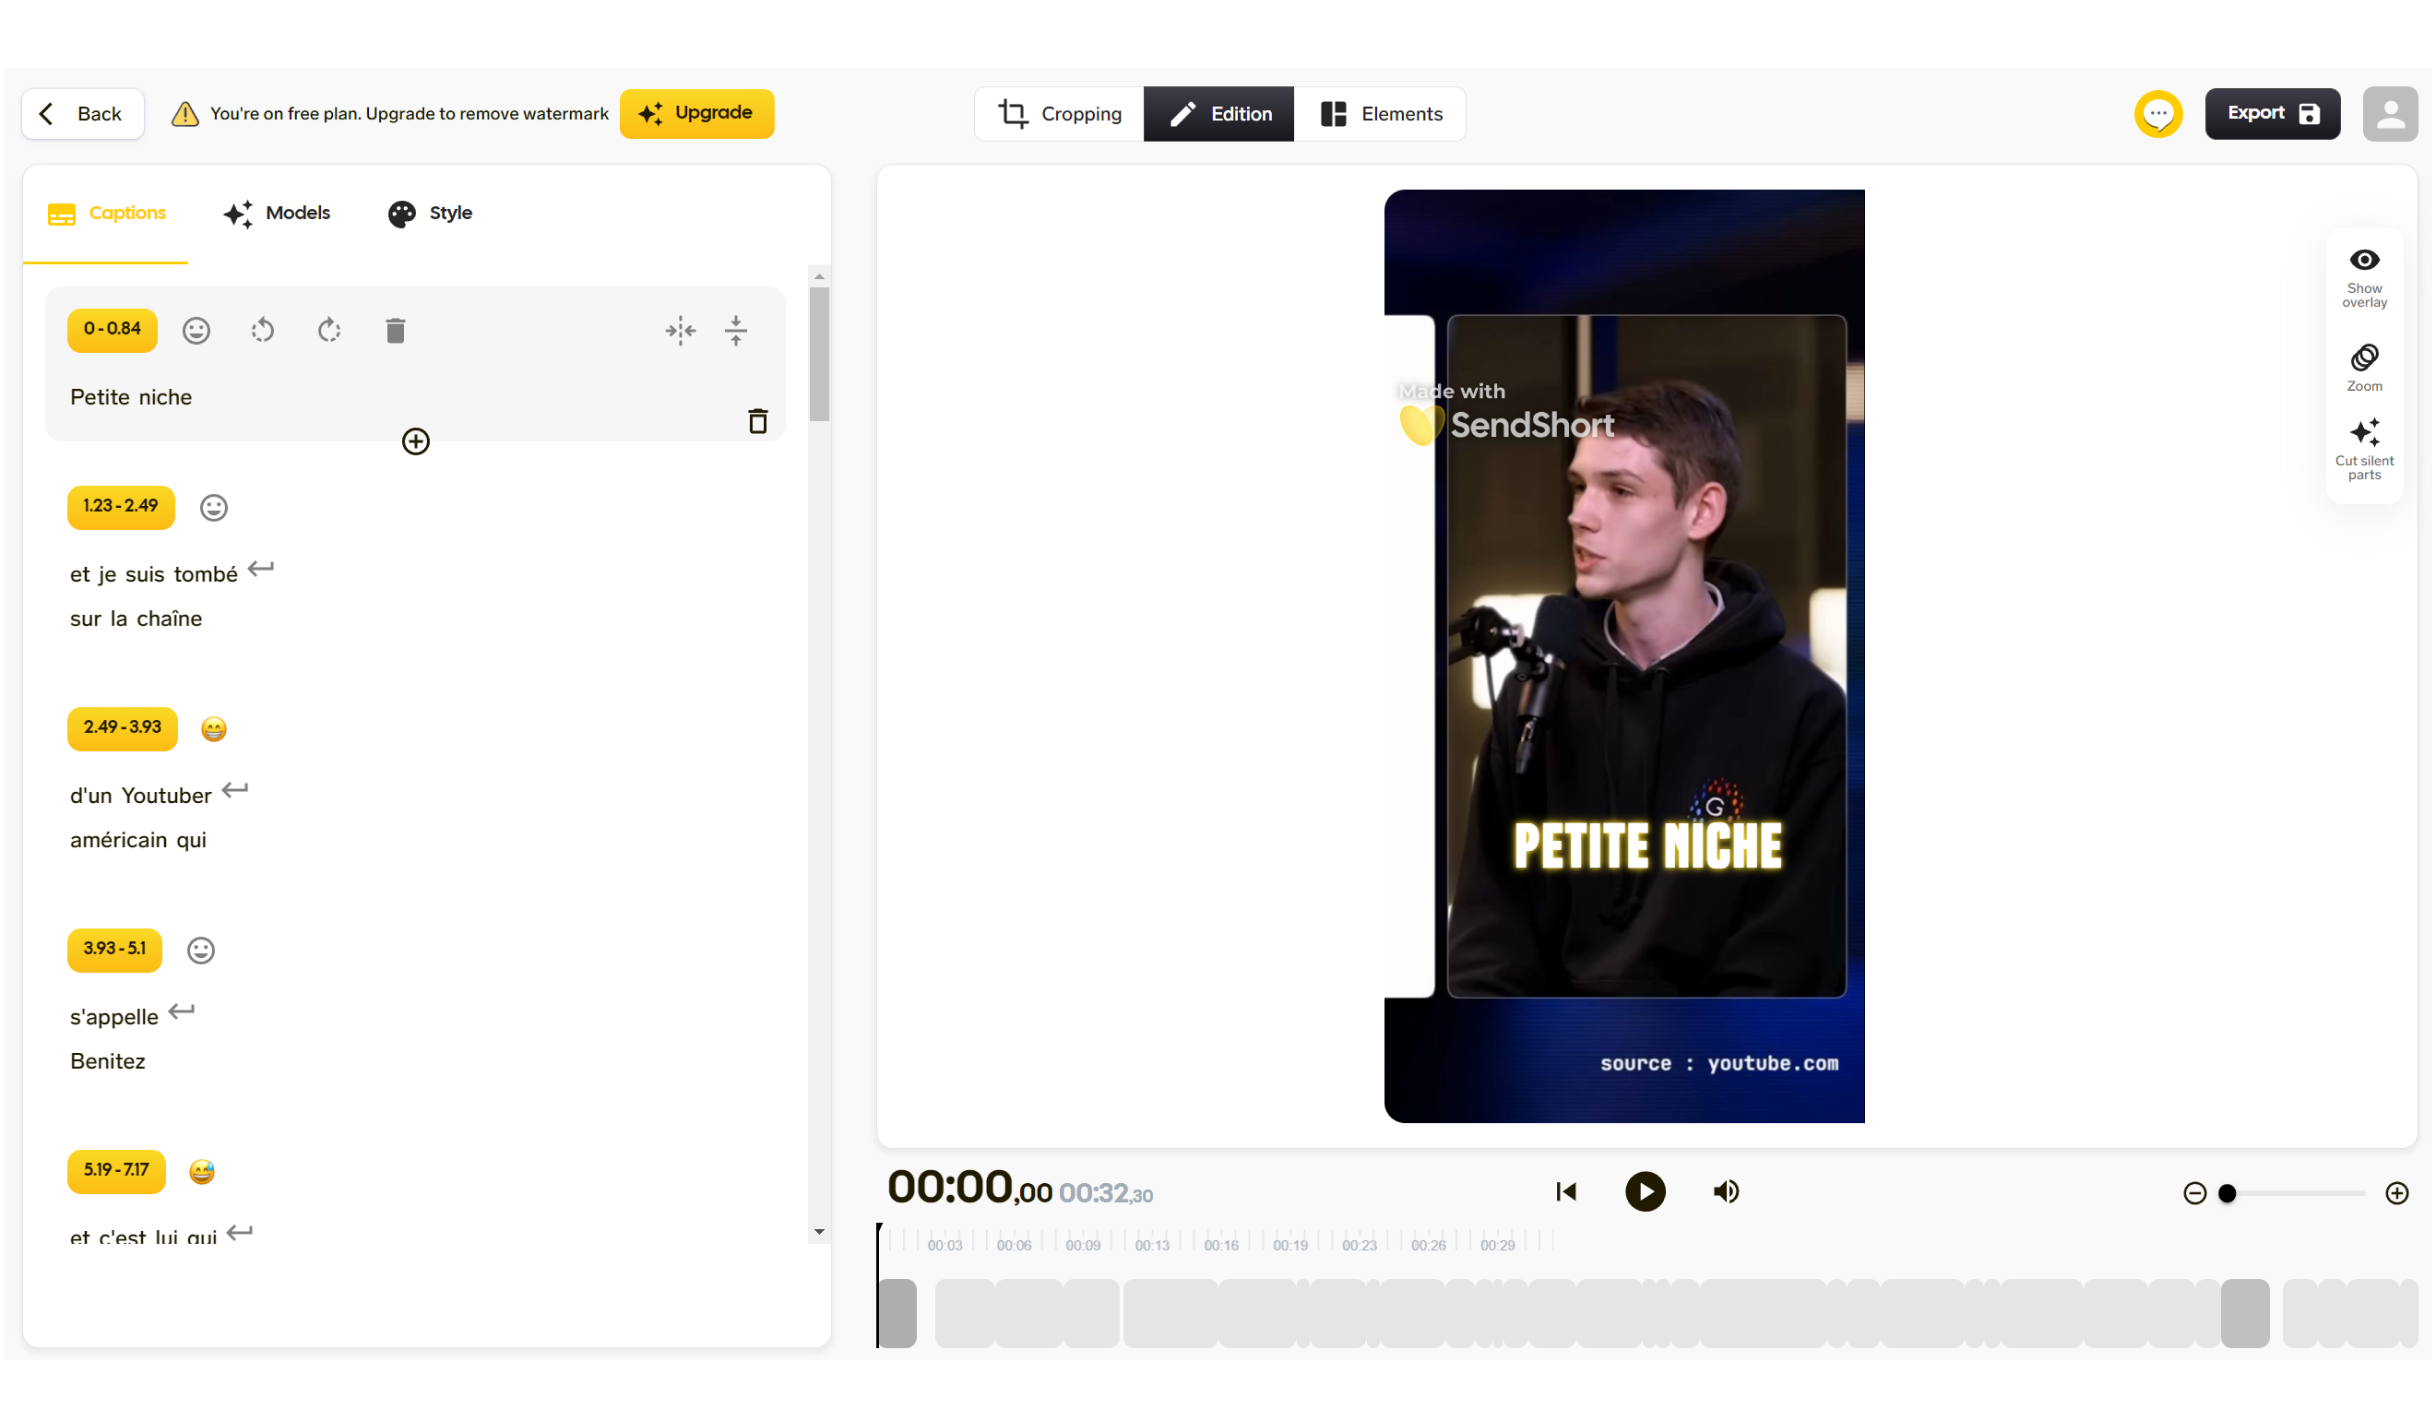 Back
You're on free plan. Upgrade to remove watermark
Upgrade
Cropping
Edition
Elements
Export
Captions
Models
Style
0 - 0.84
Petite niche
1.23 - 2.49
et je suis tombé
sur la chaîne
2.49 - 3.93
d'un Youtuber
américain qui
3.93 - 5.1
s'appelle
Benitez
5.19 - 7.17
et c'est lui qui
Made with
SendShort
G
PETITE NICHE
source : youtube.com
Show
overlay
Zoom
Cut silent
parts
00:00,00 00:32,30
00:03 00:06 00:09 00:13 00:16 00:19 00:23 00:26 00:29